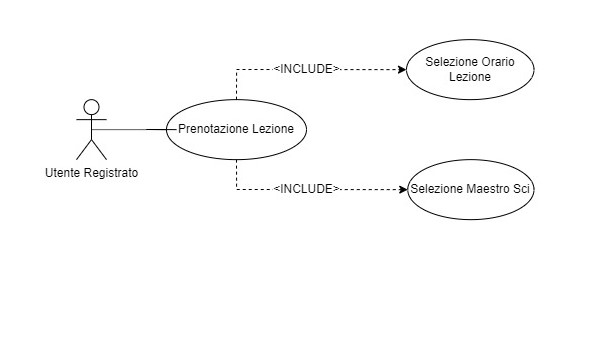 Selezione Orario
Lezione
<INCLUDE>
Prenotazione Lezione
Utente Registrato
<INCLUDE>
Selezione Maestro Sci